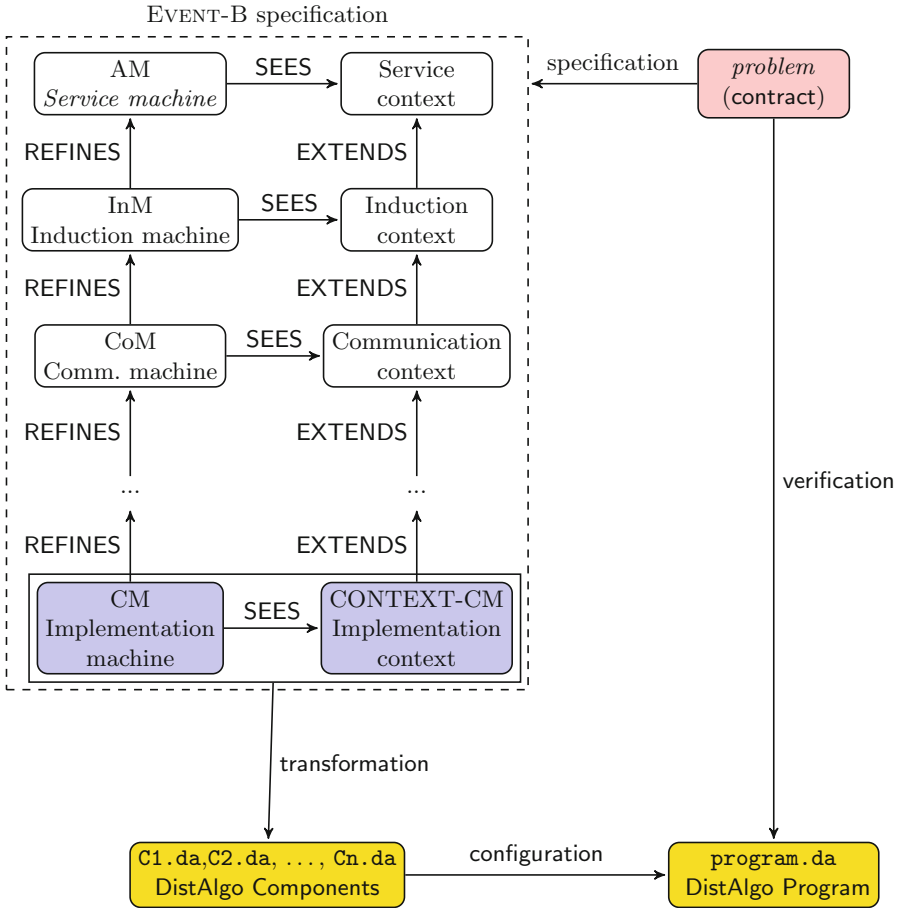 EVENT-B specification
AM
Service machine
SEES
Service
context
specification
problem
(contract)
REFINES
EXTENDS
InM
Induction machine
SEES
Induction
context
REFINES
EXTENDS
CoM
Comm. machine
SEES
Communication
context
REFINES
EXTENDS
...
...
verification
REFINES
EXTENDS
CM
Implementation
machine
SEES
CONTEXT-CM
Implementation
context
transformation
C1.da,C2.da, ..., Cn.da
DistAlgo Components
configuration
program.da
DistAlgo Program